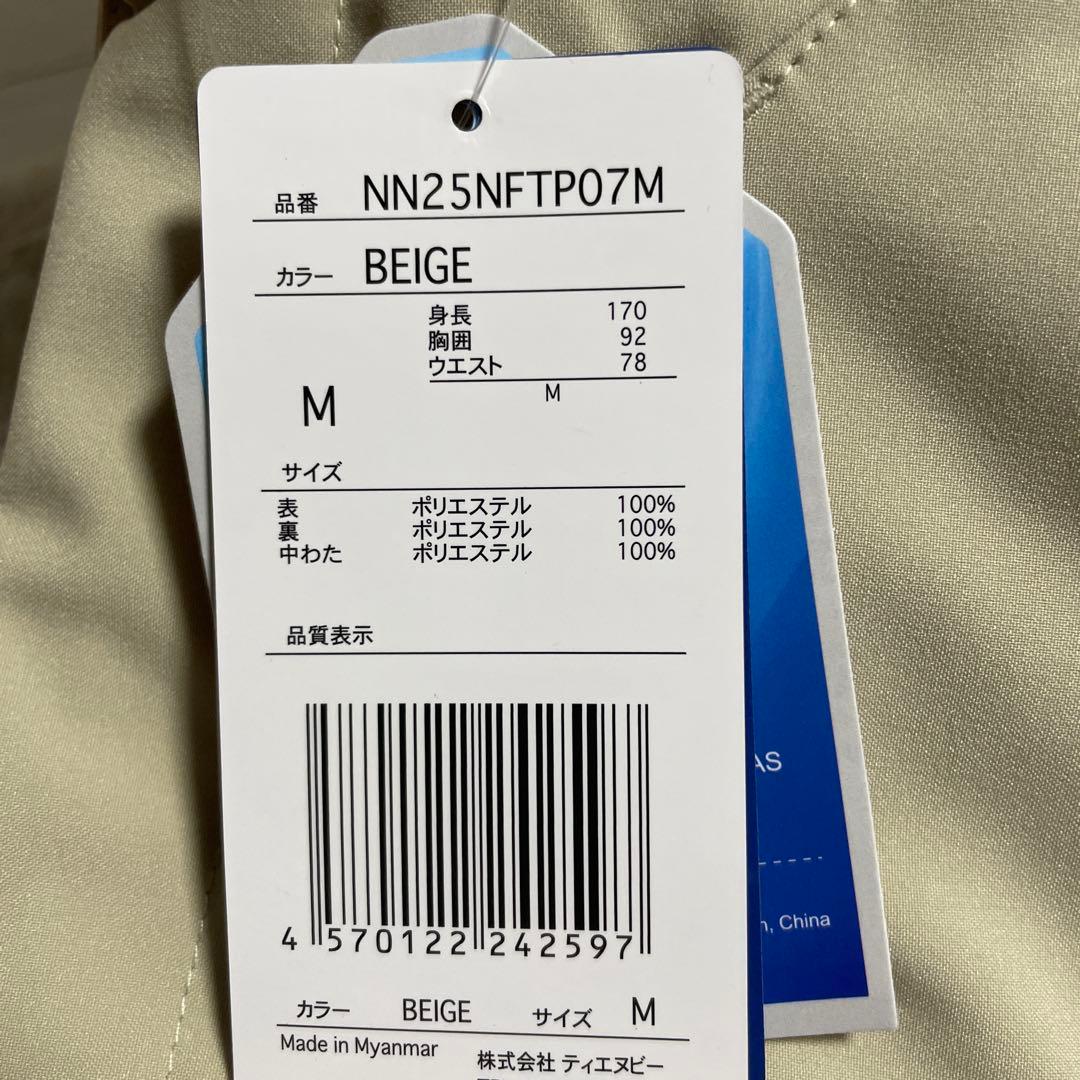 品番 NN25NFTP07M
カラー BEIGE
身長 170
胸囲 92
ウエスト 78
M
M
サイズ
表 ポリエステル 100%
裏 ポリエステル 100%
中わた ポリエステル 100%
品質表示
4 570122 242597
カラー BEIGE サイズ M
Made in Myanmar
株式会社 ティエヌピー
AS
n, China